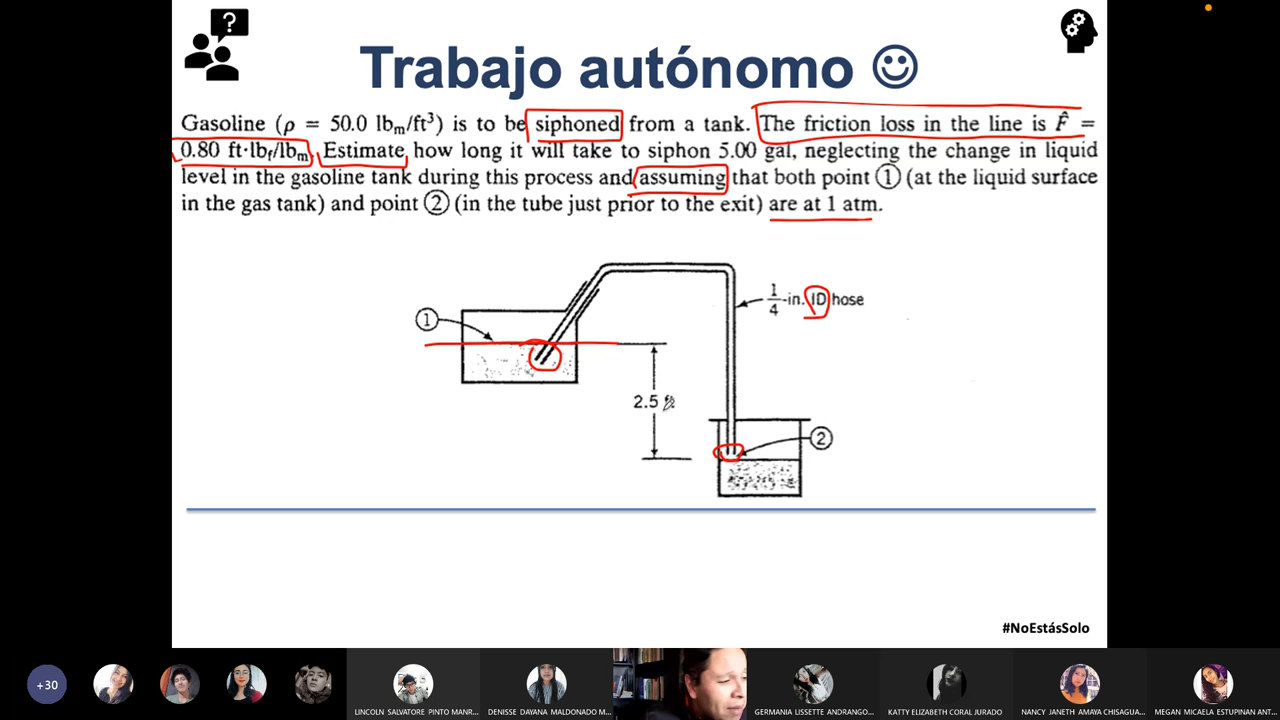 Trabajo autónomo
Gasoline (ρ = 50.0 lbm/ft³) is to be siphoned from a tank. The friction loss in the line is F̂ =
0.80 ft·lbf/lbm. Estimate how long it will take to siphon 5.00 gal, neglecting the change in liquid
level in the gasoline tank during this process and assuming that both point ① (at the liquid surface
in the gas tank) and point ② (in the tube just prior to the exit) are at 1 atm.
①
1/4-in. ID hose
2.5
②
#NoEstásSolo
+30
LINCOLN SALVATORE PINTO MANR...
DENISSE DAYANA MALDONADO M...
GERMANIA LISSETTE ANDRANGO...
KATTY ELIZABETH CORAL JURADO
NANCY JANETH AMAYA CHISAGUA...
MEGAN MICAELA ESTUPINAN ANT...